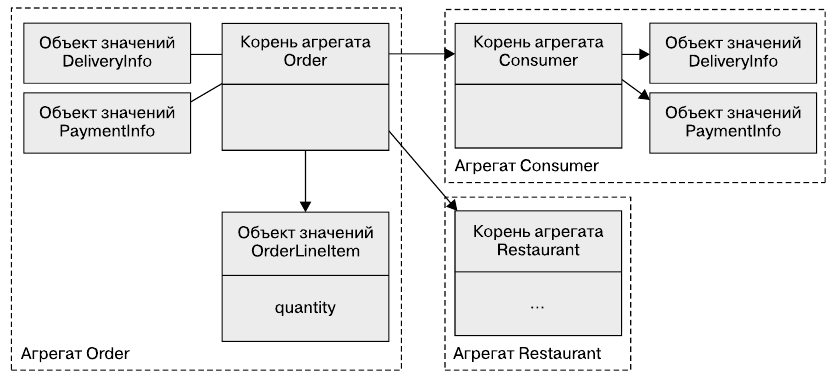 Объект значений
DeliveryInfo
Корень агрегата
Order
Корень агрегата
Consumer
Объект значений
DeliveryInfo
Объект значений
PaymentInfo
Объект значений
PaymentInfo
Агрегат Consumer
Объект значений
OrderLineItem
quantity
Корень агрегата
Restaurant
...
Агрегат Order
Агрегат Restaurant